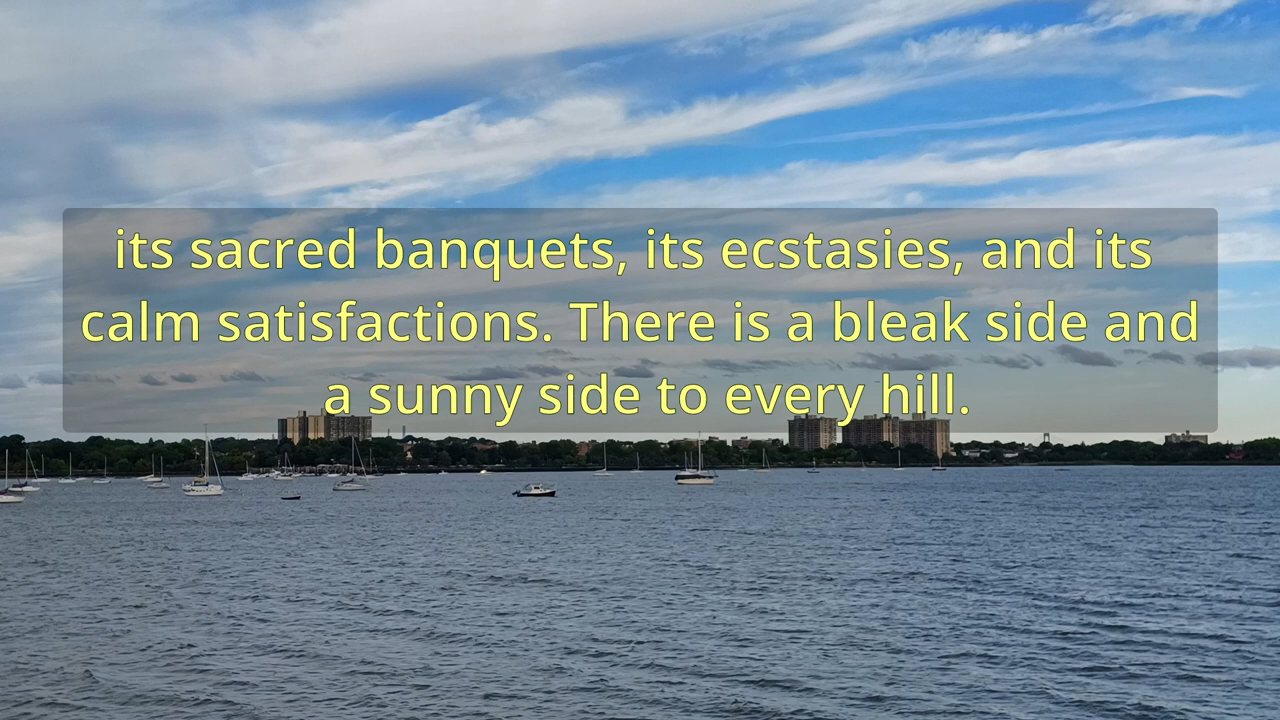 its sacred banquets, its ecstasies, and its
calm satisfactions. There is a bleak side and
a sunny side to every hill.